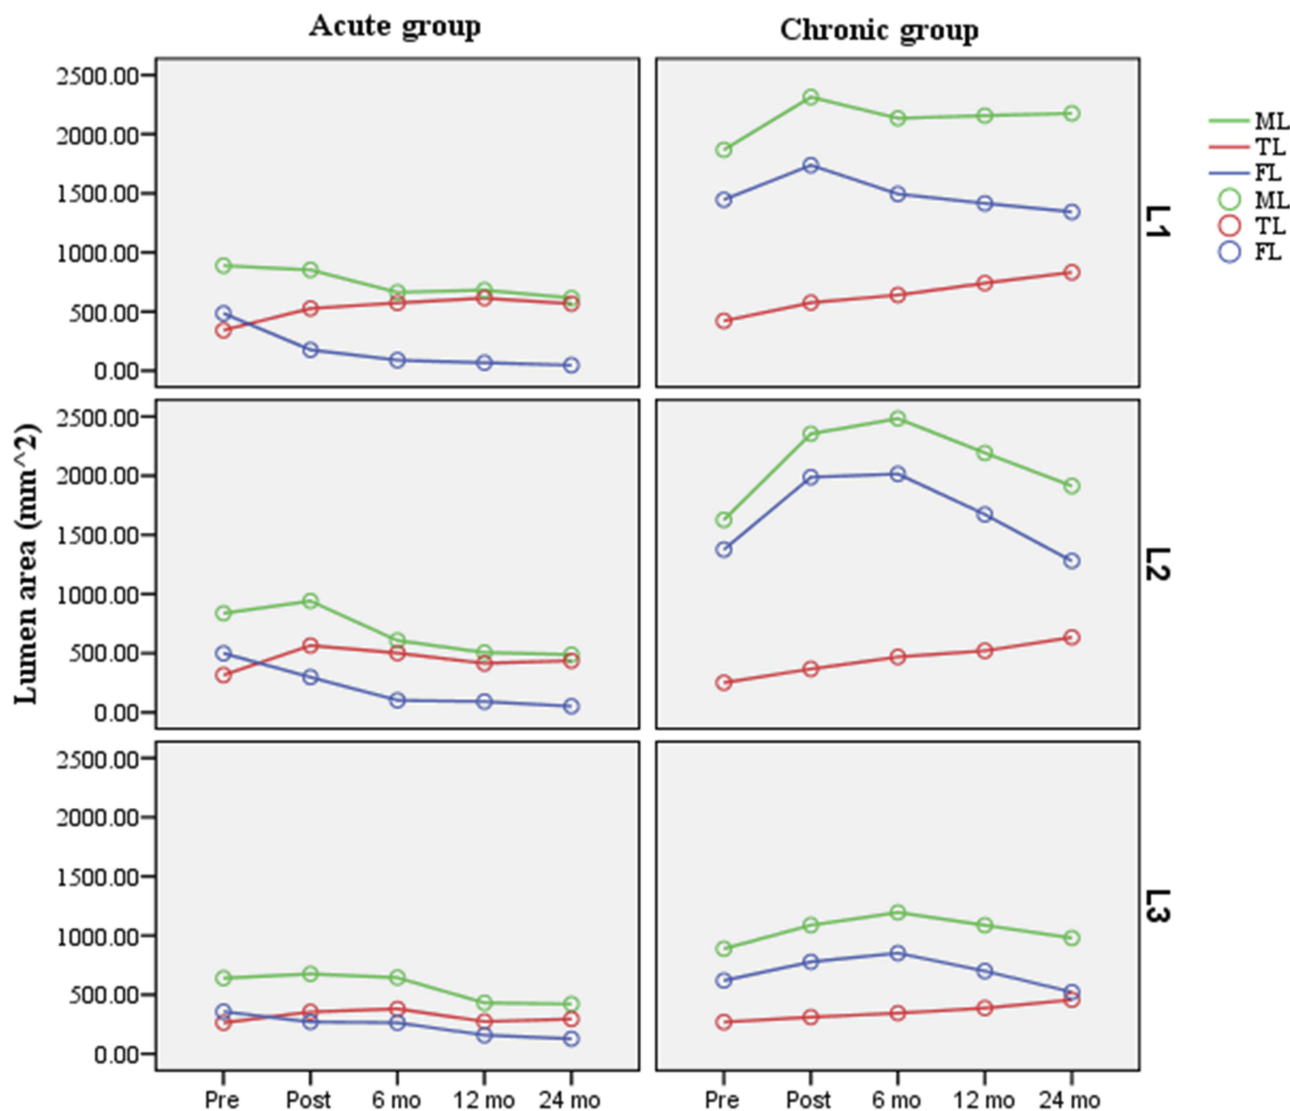 Acute group
Chronic group
2500.00
2000.00
1500.00
1000.00
500.00
0.00
L1
ML
TL
FL
ML
TL
FL
Lumen area (mm^2)
2500.00
2000.00
1500.00
1000.00
500.00
0.00
L2
2500.00
2000.00
1500.00
1000.00
500.00
0.00
L3
Pre Post 6 mo 12 mo 24 mo
Pre Post 6 mo 12 mo 24 mo